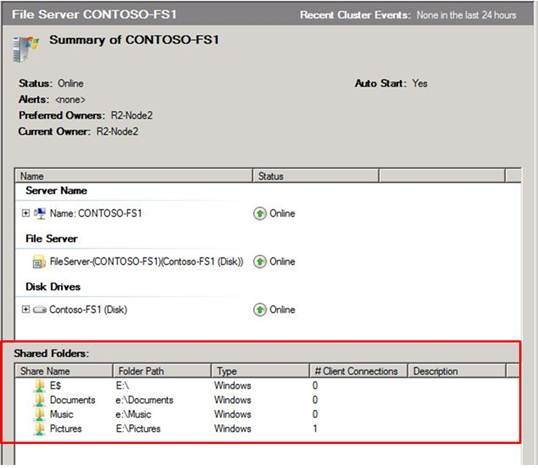 File Server CONTOSO-FS1 Recent Cluster Events: None in the last 24 hours
Summary of CONTOSO-FS1
Status: Online Auto Start: Yes
Alerts: <none>
Preferred Owners: R2-Node2
Current Owner: R2-Node2
Name Status
Server Name
Name: CONTOSO-FS1 Online
File Server
FileServer-(CONTOSO-FS1)(Contoso-FS1 (Disk)) Online
Disk Drives
Contoso-FS1 (Disk) Online
Shared Folders:
Share Name Folder Path Type # Client Connections Description
E$ E:\ Windows 0
Documents e:\Documents Windows 0
Music e:\Music Windows 0
Pictures E:\Pictures Windows 1